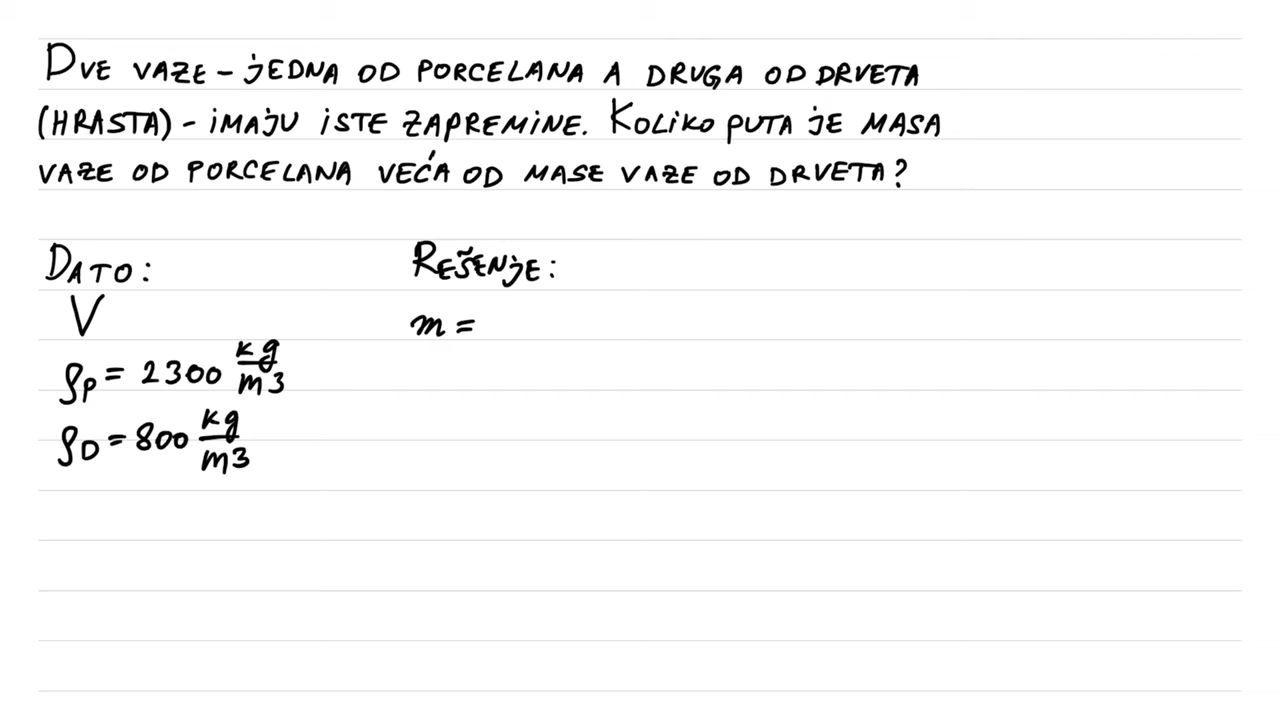 DVE VAZE - JEDNA OD PORCELANA A DRUGA OD DRVETA
(HRASTA) - IMAJU ISTE ZAPREMINE. KOLIKO PUTA JE MASA
VAZE OD PORCELANA VEĆA OD MASE VAZE OD DRVETA?
DATO:
V
ρP = 2300 kg/m3
ρD = 800 kg/m3
REŠENJE:
m =